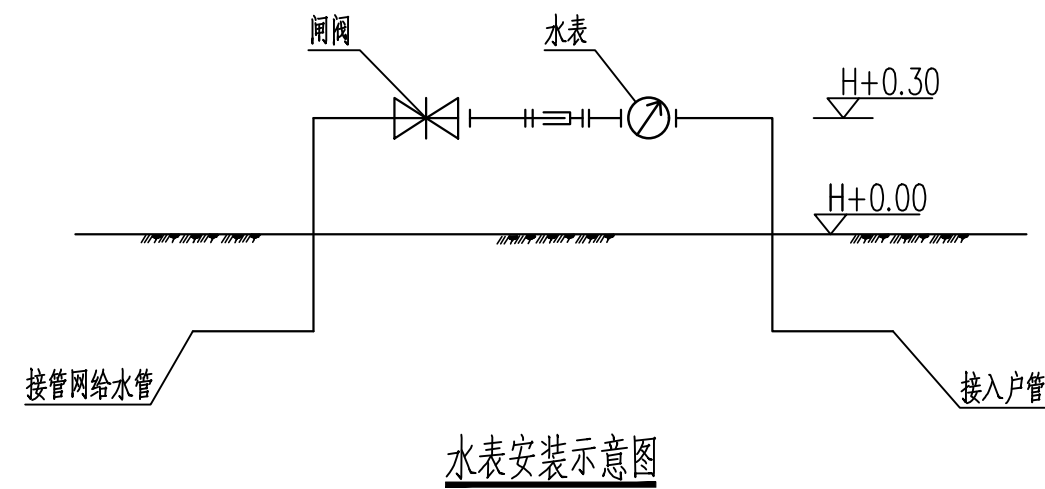 闸阀
水表
H+0.30
H+0.00
接管网给水管
接入户管
水表安装示意图